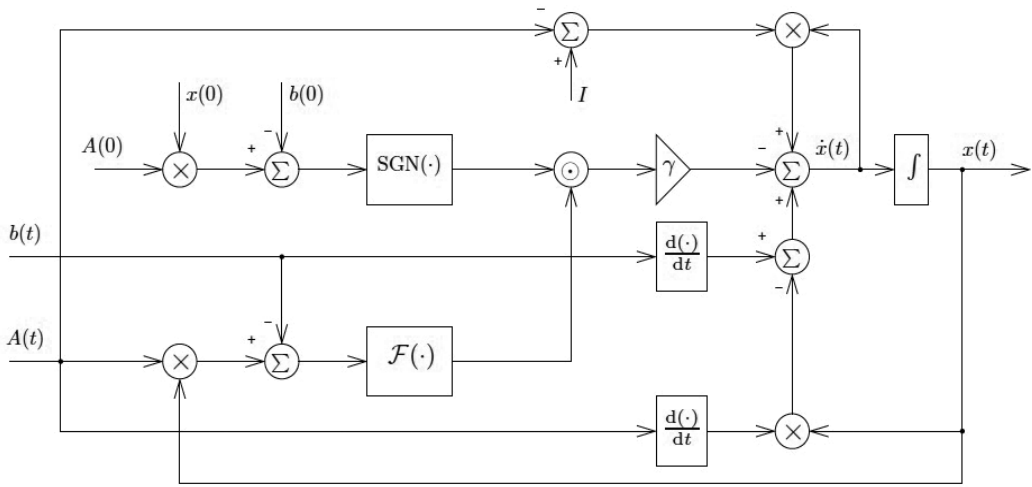 −
×
Σ
+
I
x(0)
b(0)
−
A(0)
×
+
Σ
SGN(·)
⊙
γ
−
+
Σ
+
ẋ(t)
∫
x(t)
b(t)
d(·)
dt
+
Σ
−
−
A(t)
×
+
Σ
F(·)
d(·)
dt
×